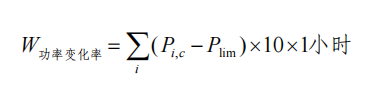 W功率变化率 = ∑i (Pi,c − Plim) × 10 × 1小时